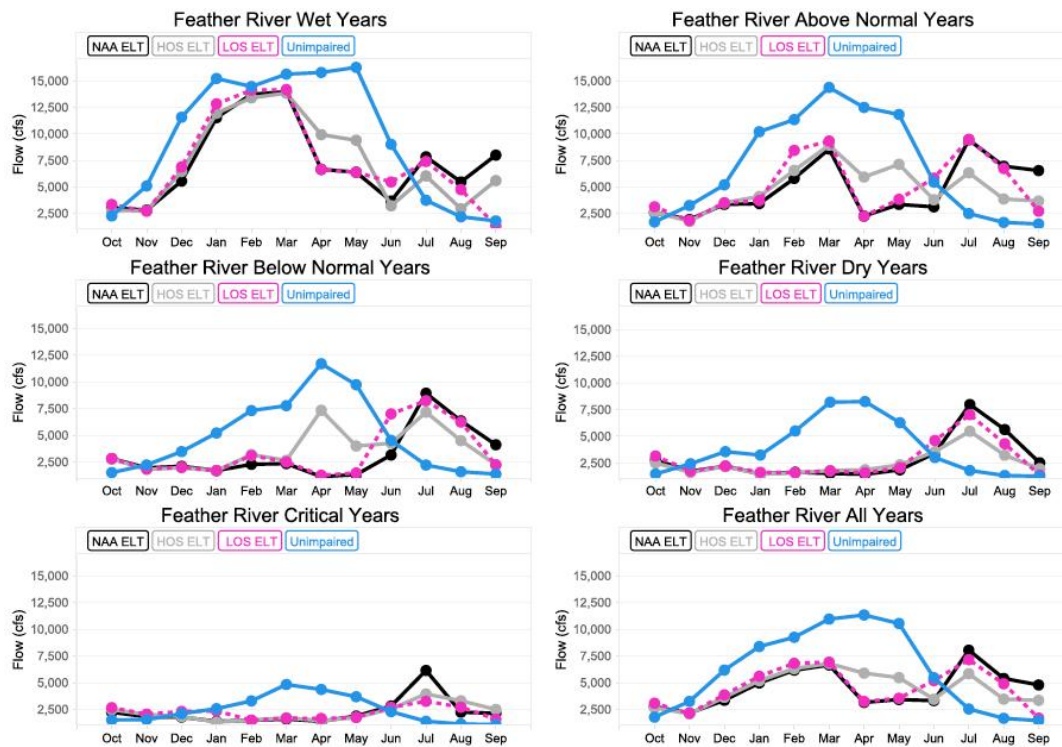 Feather River Wet Years
NAA ELT HOS ELT LOS ELT Unimpaired
Flow (cfs)
15,000
12,500
10,000
7,500
5,000
2,500
Oct Nov Dec Jan Feb Mar Apr May Jun Jul Aug Sep
Feather River Above Normal Years
NAA ELT HOS ELT LOS ELT Unimpaired
Flow (cfs)
15,000
12,500
10,000
7,500
5,000
2,500
Oct Nov Dec Jan Feb Mar Apr May Jun Jul Aug Sep
Feather River Below Normal Years
NAA ELT HOS ELT LOS ELT Unimpaired
Flow (cfs)
15,000
12,500
10,000
7,500
5,000
2,500
Oct Nov Dec Jan Feb Mar Apr May Jun Jul Aug Sep
Feather River Dry Years
NAA ELT HOS ELT LOS ELT Unimpaired
Flow (cfs)
15,000
12,500
10,000
7,500
5,000
2,500
Oct Nov Dec Jan Feb Mar Apr May Jun Jul Aug Sep
Feather River Critical Years
NAA ELT HOS ELT LOS ELT Unimpaired
Flow (cfs)
15,000
12,500
10,000
7,500
5,000
2,500
Oct Nov Dec Jan Feb Mar Apr May Jun Jul Aug Sep
Feather River All Years
NAA ELT HOS ELT LOS ELT Unimpaired
Flow (cfs)
15,000
12,500
10,000
7,500
5,000
2,500
Oct Nov Dec Jan Feb Mar Apr May Jun Jul Aug Sep